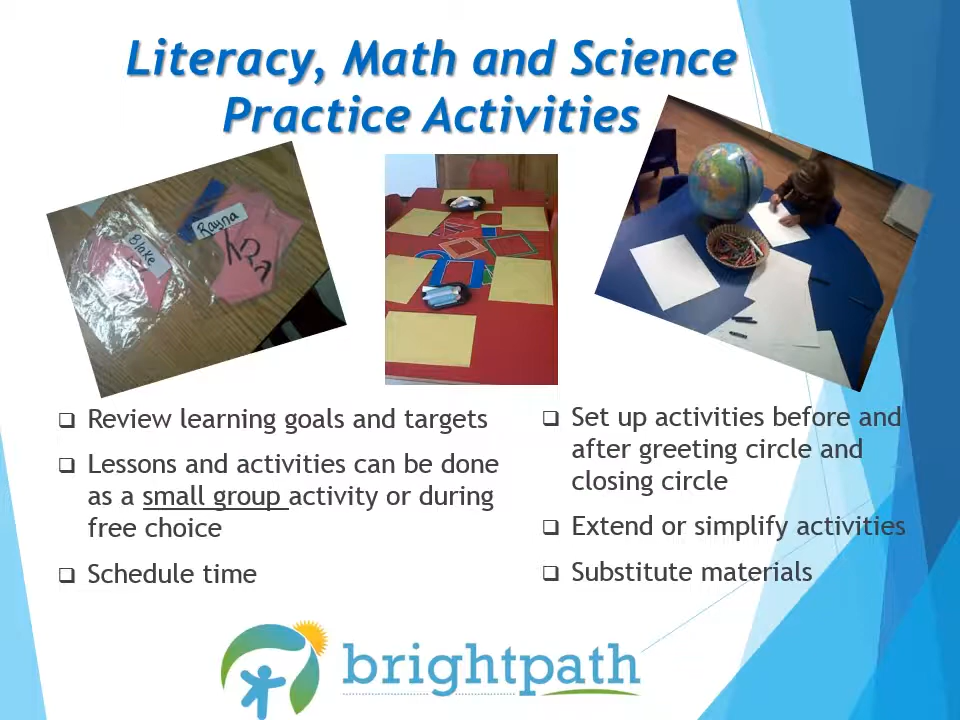 Literacy, Math and Science
Practice Activities
Blake
Rayna
Review learning goals and targets
Lessons and activities can be done
as a small group activity or during
free choice
Schedule time
Set up activities before and
after greeting circle and
closing circle
Extend or simplify activities
Substitute materials
brightpath